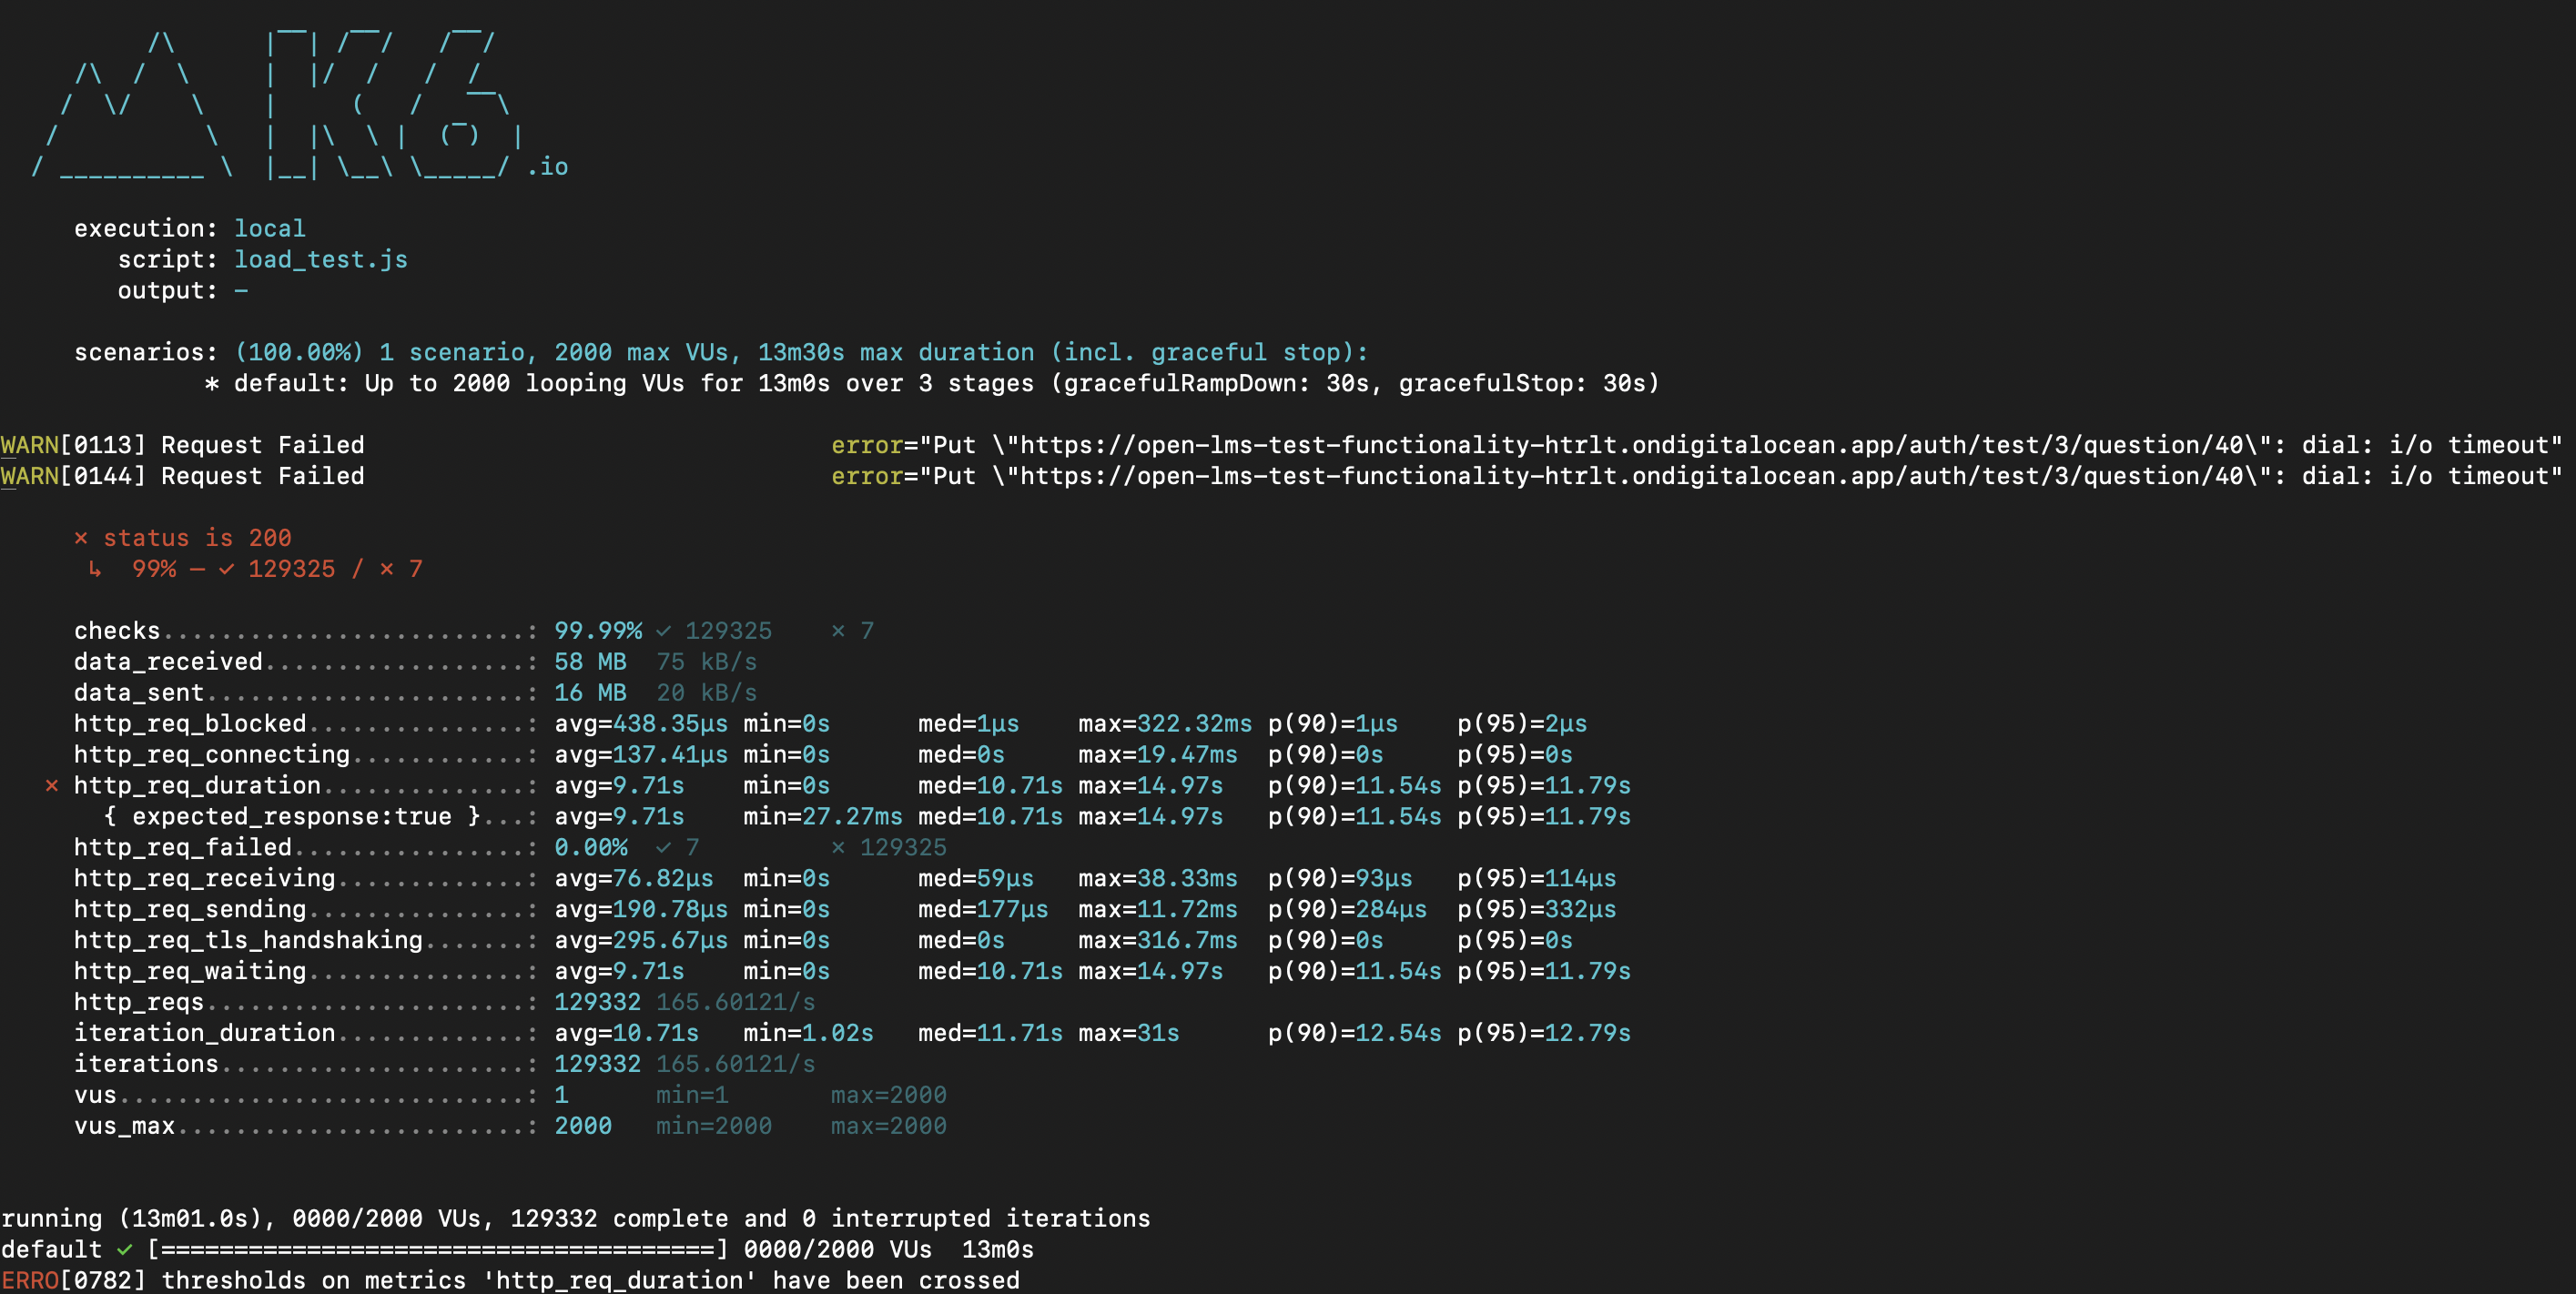 /\      |‾‾| /‾‾/   /‾‾/
     /\  /  \     |  |/  /   /  /
    /  \/    \    |     (   /   ‾‾\
   /          \   |  |\  \ |  (‾)  |
  / __________ \  |__| \__\ \_____/ .io
execution: local
script: load_test.js
output: -
scenarios: (100.00%) 1 scenario, 2000 max VUs, 13m30s max duration (incl. graceful stop):
* default: Up to 2000 looping VUs for 13m0s over 3 stages (gracefulRampDown: 30s, gracefulStop: 30s)
WARN[0113] Request Failed error="Put \"https://open-lms-test-functionality-htrlt.ondigitalocean.app/auth/test/3/question/40\": dial: i/o timeout"
WARN[0144] Request Failed error="Put \"https://open-lms-test-functionality-htrlt.ondigitalocean.app/auth/test/3/question/40\": dial: i/o timeout"
✗ status is 200
↳ 99% — ✓ 129325 / ✗ 7
checks.........................: 99.99% ✓ 129325 ✗ 7
data_received..................: 58 MB 75 kB/s
data_sent......................: 16 MB 20 kB/s
http_req_blocked...............: avg=438.35µs min=0s med=1µs max=322.32ms p(90)=1µs p(95)=2µs
http_req_connecting............: avg=137.41µs min=0s med=0s max=19.47ms p(90)=0s p(95)=0s
✗ http_req_duration..............: avg=9.71s min=0s med=10.71s max=14.97s p(90)=11.54s p(95)=11.79s
{ expected_response:true }...: avg=9.71s min=27.27ms med=10.71s max=14.97s p(90)=11.54s p(95)=11.79s
http_req_failed................: 0.00% ✓ 7 ✗ 129325
http_req_receiving.............: avg=76.82µs min=0s med=59µs max=38.33ms p(90)=93µs p(95)=114µs
http_req_sending...............: avg=190.78µs min=0s med=177µs max=11.72ms p(90)=284µs p(95)=332µs
http_req_tls_handshaking.......: avg=295.67µs min=0s med=0s max=316.7ms p(90)=0s p(95)=0s
http_req_waiting...............: avg=9.71s min=0s med=10.71s max=14.97s p(90)=11.54s p(95)=11.79s
http_reqs......................: 129332 165.60121/s
iteration_duration.............: avg=10.71s min=1.02s med=11.71s max=31s p(90)=12.54s p(95)=12.79s
iterations.....................: 129332 165.60121/s
vus............................: 1 min=1 max=2000
vus_max........................: 2000 min=2000 max=2000
running (13m01.0s), 0000/2000 VUs, 129332 complete and 0 interrupted iterations
default ✓ [======================================] 0000/2000 VUs 13m0s
ERRO[0782] thresholds on metrics 'http_req_duration' have been crossed